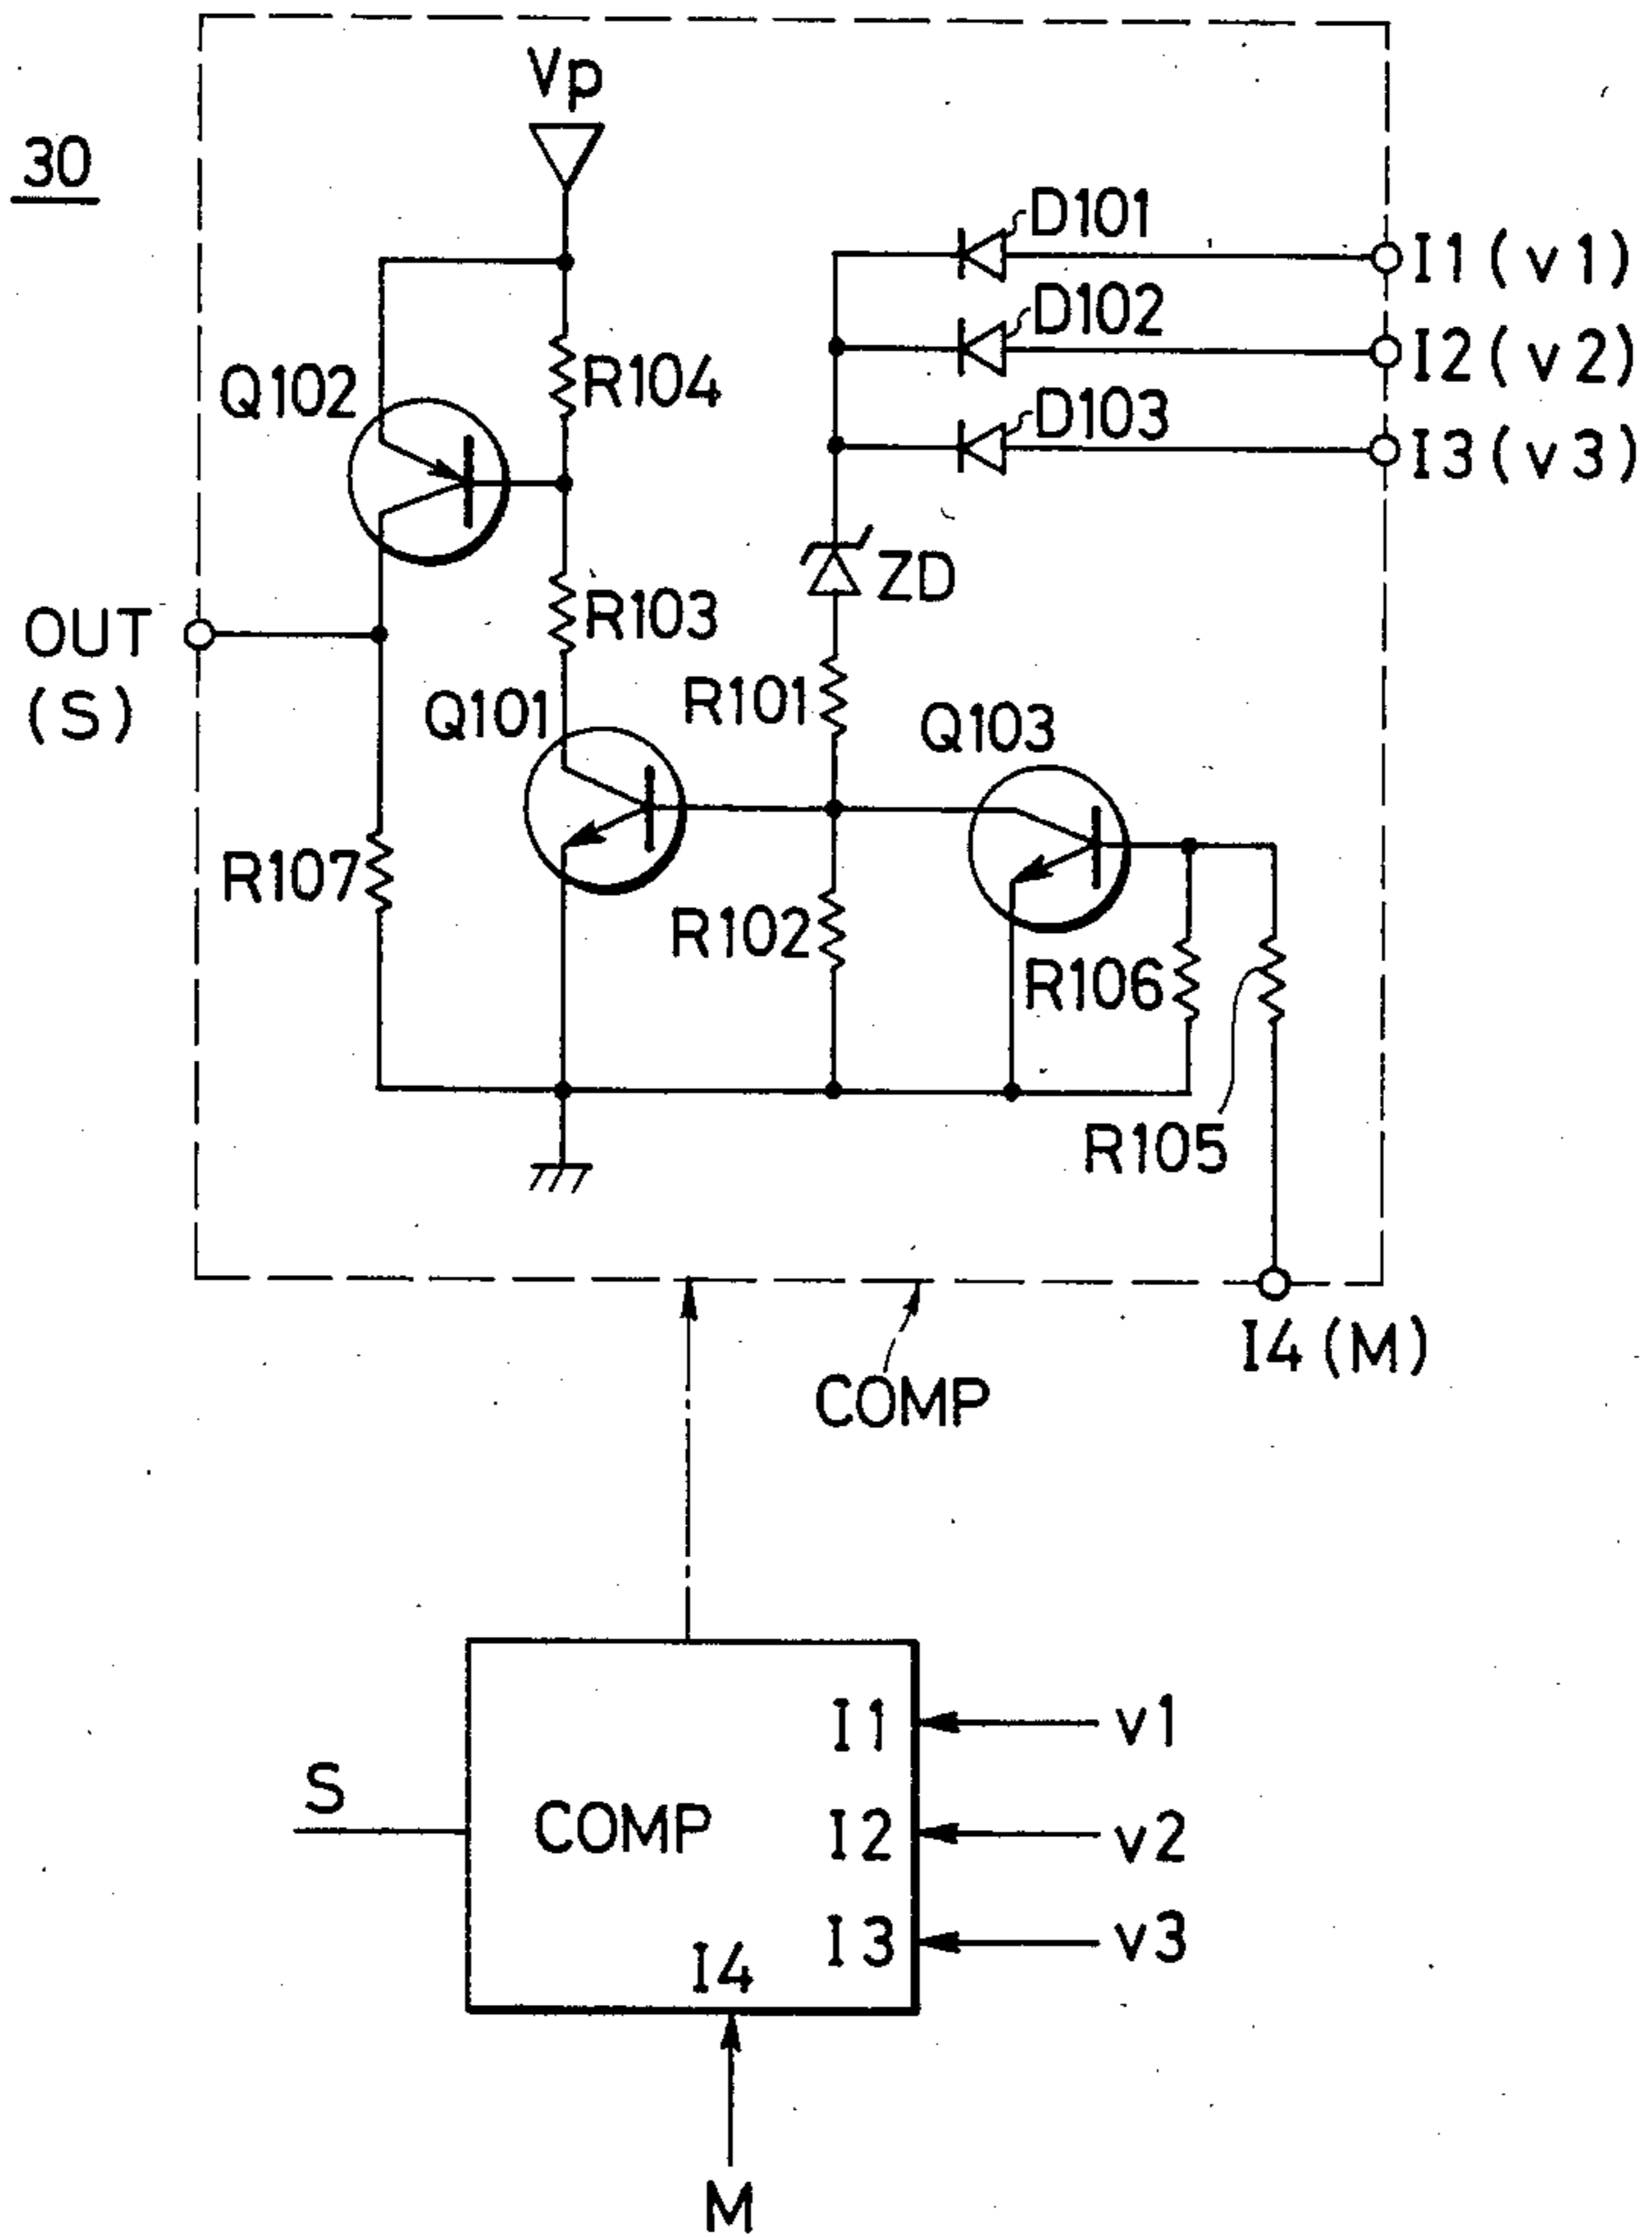 30
Vp
D101
I1(v1)
D102
I2(v2)
Q102
R104
D103
I3(v3)
ZD
OUT
(S)
R103
R101
Q101
Q103
R107
R102
R106
R105
I4(M)
COMP
I1
v1
S
COMP
I2
v2
I3
v3
I4
M